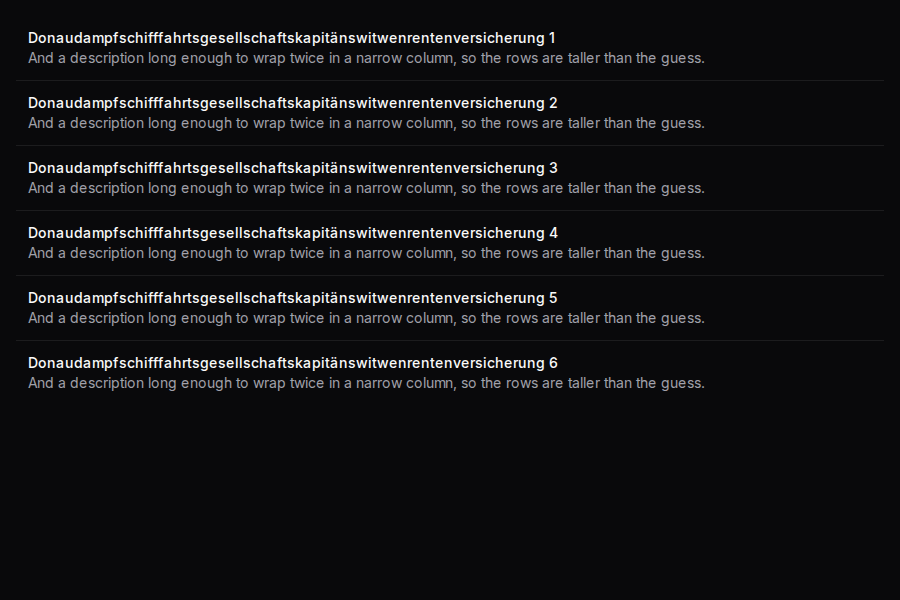 Donaudampfschifffahrtsgesellschaftskapitänswitwenrentenversicherung 1
And a description long enough to wrap twice in a narrow column, so the rows are taller than the guess.
Donaudampfschifffahrtsgesellschaftskapitänswitwenrentenversicherung 2
And a description long enough to wrap twice in a narrow column, so the rows are taller than the guess.
Donaudampfschifffahrtsgesellschaftskapitänswitwenrentenversicherung 3
And a description long enough to wrap twice in a narrow column, so the rows are taller than the guess.
Donaudampfschifffahrtsgesellschaftskapitänswitwenrentenversicherung 4
And a description long enough to wrap twice in a narrow column, so the rows are taller than the guess.
Donaudampfschifffahrtsgesellschaftskapitänswitwenrentenversicherung 5
And a description long enough to wrap twice in a narrow column, so the rows are taller than the guess.
Donaudampfschifffahrtsgesellschaftskapitänswitwenrentenversicherung 6
And a description long enough to wrap twice in a narrow column, so the rows are taller than the guess.